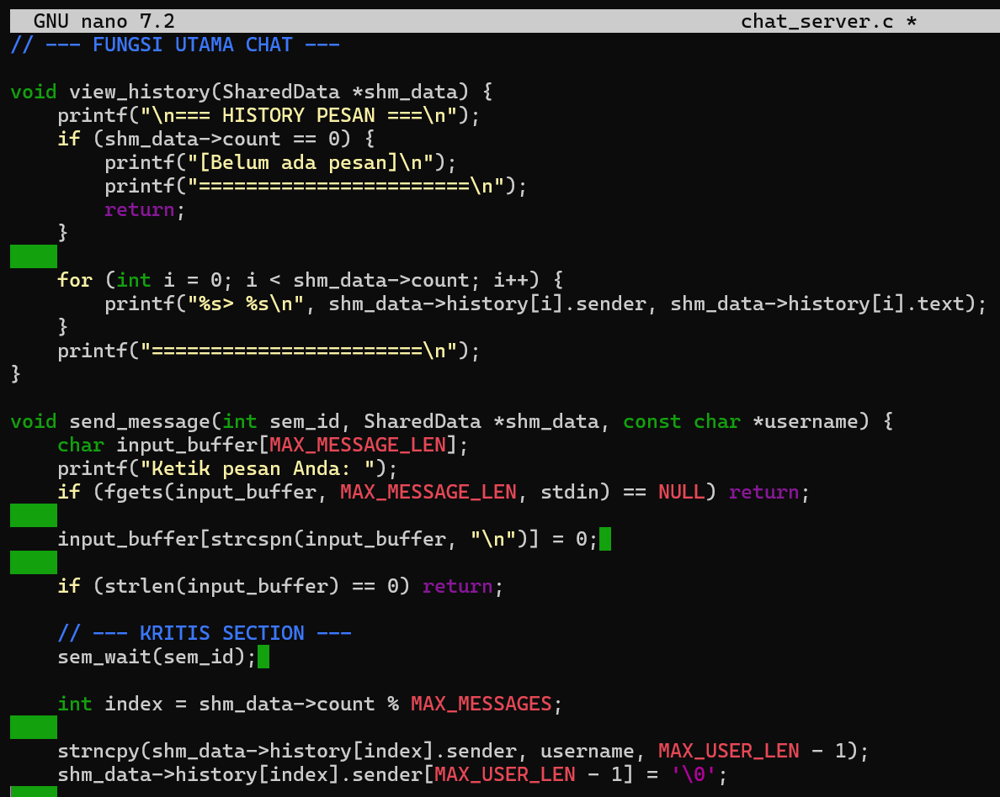 GNU nano 7.2 chat_server.c *
// --- FUNGSI UTAMA CHAT ---
void view_history(SharedData *shm_data) {
    printf("\n=== HISTORY PESAN ===\n");
    if (shm_data->count == 0) {
        printf("[Belum ada pesan]\n");
        printf("=======================\n");
        return;
    }
    for (int i = 0; i < shm_data->count; i++) {
        printf("%s> %s\n", shm_data->history[i].sender, shm_data->history[i].text);
    }
    printf("=======================\n");
}
void send_message(int sem_id, SharedData *shm_data, const char *username) {
    char input_buffer[MAX_MESSAGE_LEN];
    printf("Ketik pesan Anda: ");
    if (fgets(input_buffer, MAX_MESSAGE_LEN, stdin) == NULL) return;
    input_buffer[strcspn(input_buffer, "\n")] = 0;
    if (strlen(input_buffer) == 0) return;
    // --- KRITIS SECTION ---
    sem_wait(sem_id);
    int index = shm_data->count % MAX_MESSAGES;
    strncpy(shm_data->history[index].sender, username, MAX_USER_LEN - 1);
    shm_data->history[index].sender[MAX_USER_LEN - 1] = '\0';